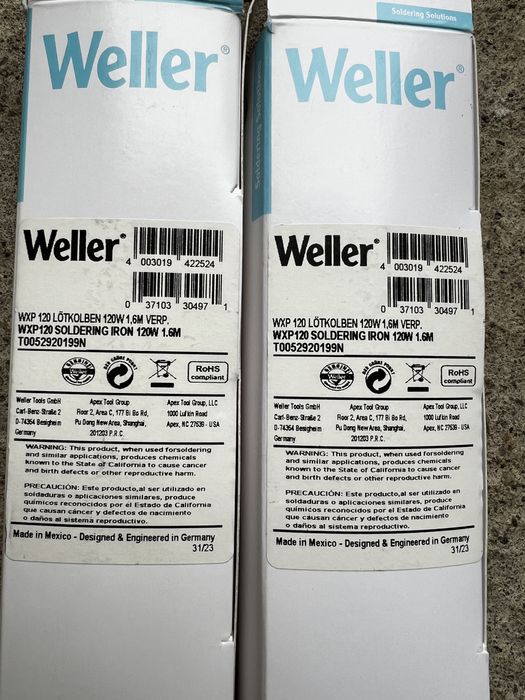 Weller®
Weller®
4 003019 422524
0 37103 30497 1
WXP 120 LÖTKOLBEN 120W 1,6M VERP.
WXP120 SOLDERING IRON 120W 1.6M
T0052920199N
RoHS
compliant
Weller Tools GmbH
Carl-Benz-Straße 2
D-74354 Besigheim
Germany
Apex Tool Group
Floor 2, Area C, 177 Bi Bo Rd,
Pu Dong New Area, Shanghai,
201203 P.R.C.
Apex Tool Group, LLC
1000 Lufkin Road
Apex, NC 27539 - USA
WARNING: This product, when used forsoldering
and similar applications, produces chemicals
known to the State of California to cause cancer
and birth defects or other reproductive harm.
PRECAUCIÓN: Este producto,al ser utilizado en
soldaduras o aplicaciones similares, produce
químicos reconocidos por el Estado de California
que causan cáncer y defectos de nacimiento
o daños al sistema reproductivo.
Made in Mexico - Designed & Engineered in Germany
31/23
Soldering Solutions
Soldering Solutions
Weller®
Weller®
4 003019 422524
0 37103 30497 1
WXP 120 LÖTKOLBEN 120W 1,6M VERP.
WXP120 SOLDERING IRON 120W 1.6M
T0052920199N
RoHS
compliant
Weller Tools GmbH
Carl-Benz-Straße 2
D-74354 Besigheim
Germany
Apex Tool Group
Floor 2, Area C, 177 Bi Bo Rd,
Pu Dong New Area, Shanghai,
201203 P.R.C.
Apex Tool Group, LLC
1000 Lufkin Road
Apex, NC 27539 - USA
WARNING: This product, when used forsoldering
and similar applications, produces chemicals
known to the State of California to cause cancer
and birth defects or other reproductive harm.
PRECAUCIÓN: Este producto,al ser utilizado en
soldaduras o aplicaciones similares, produce
químicos reconocidos por el Estado de California
que causan cáncer y defectos de nacimiento
o daños al sistema reproductivo.
Made in Mexico - Designed & Engineered in Germany
31/23